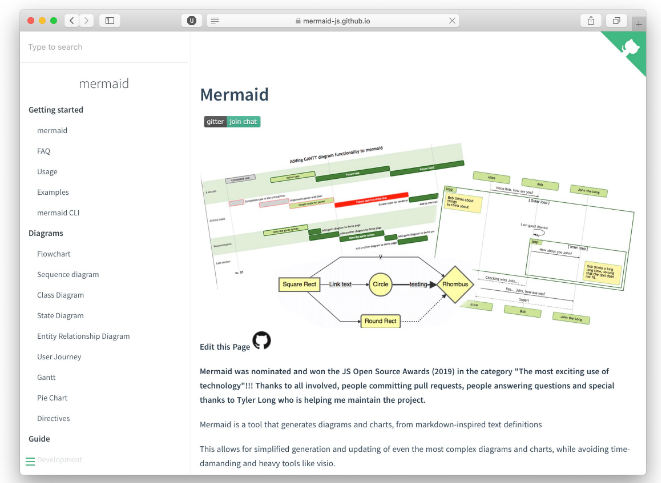 mermaid-js.github.io
Type to search
mermaid
Getting started
mermaid
FAQ
Usage
Examples
mermaid CLI
Diagrams
Flowchart
Sequence diagram
Class Diagram
State Diagram
Entity Relationship Diagram
User Journey
Gantt
Pie Chart
Directives
Guide
Development
Mermaid
gitter join chat
Adding GANTT diagram functionality to mermaid
Square Rect
Link text
Circle
testing
Rhombus
Round Rect
Bob
John the long
Edit this Page
Mermaid was nominated and won the JS Open Source Awards (2019) in the category "The most exciting use of
technology"!!! Thanks to all involved, people committing pull requests, people answering questions and special
thanks to Tyler Long who is helping me maintain the project.
Mermaid is a tool that generates diagrams and charts, from markdown-inspired text definitions
This allows for simplified generation and updating of even the most complex diagrams and charts, while avoiding time-
damanding and heavy tools like visio.